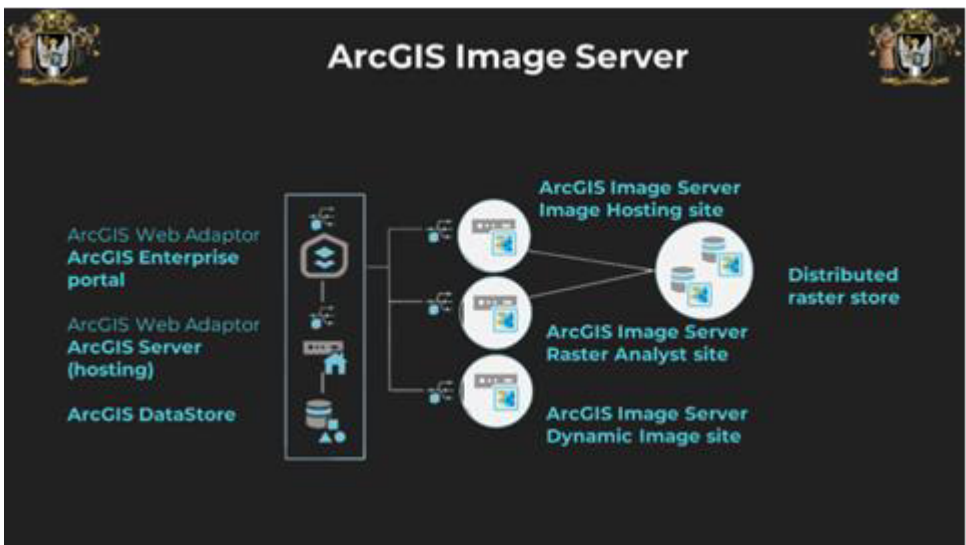 ArcGIS Image Server
ArcGIS Web Adaptor
ArcGIS Enterprise
portal
ArcGIS Web Adaptor
ArcGIS Server
(hosting)
ArcGIS DataStore
ArcGIS Image Server
Image Hosting site
ArcGIS Image Server
Raster Analyst site
ArcGIS Image Server
Dynamic Image site
Distributed
raster store